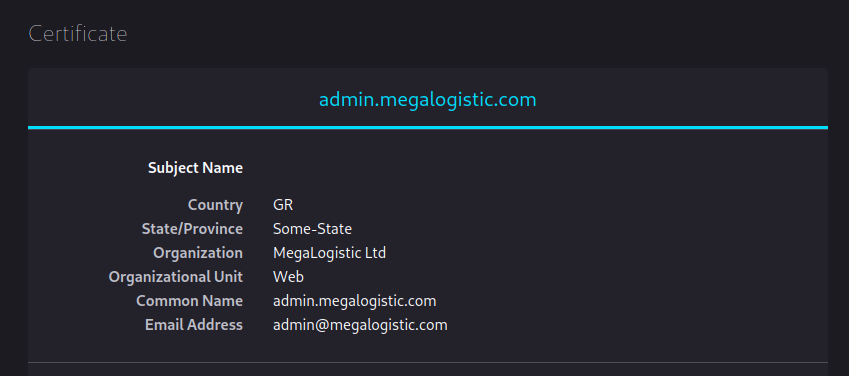 Certificate
admin.megalogistic.com
Subject Name
Country GR
State/Province Some-State
Organization MegaLogistic Ltd
Organizational Unit Web
Common Name admin.megalogistic.com
Email Address admin@megalogistic.com